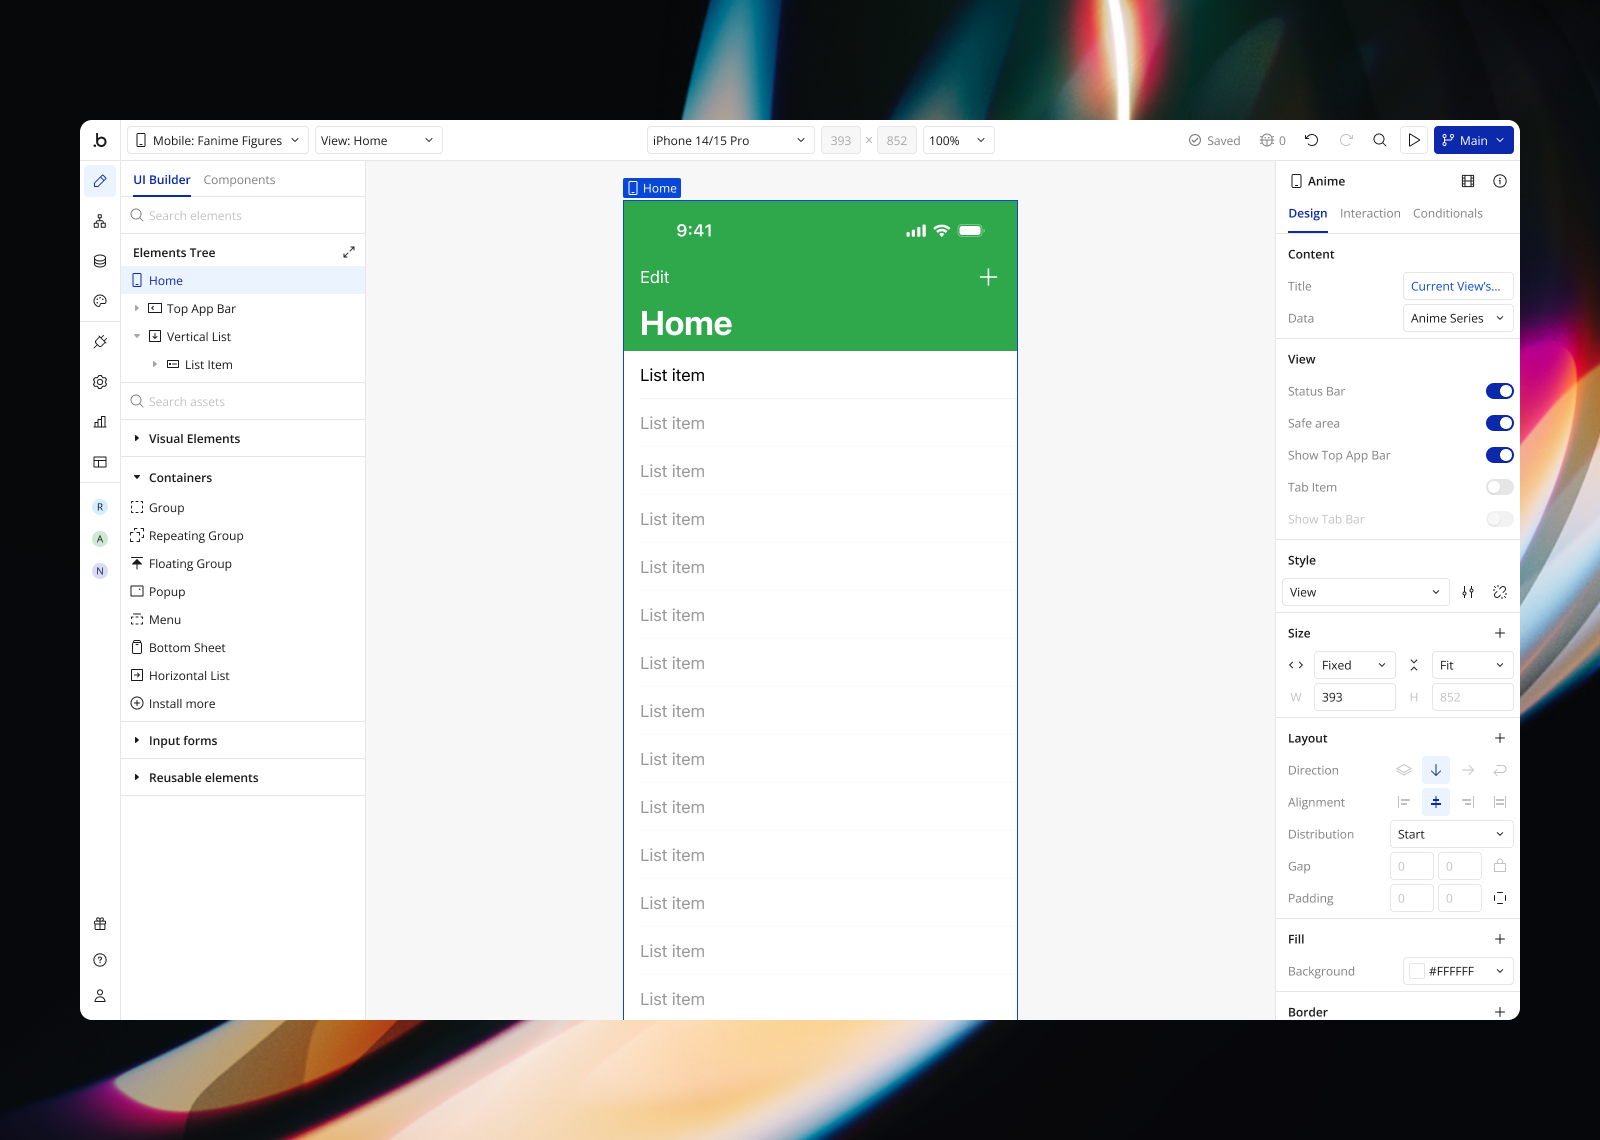 .b
Mobile: Fanime Figures
View: Home
iPhone 14/15 Pro
393 × 852
100%
Saved
0
Main
UI Builder
Components
Search elements
Elements Tree
Home
Top App Bar
Vertical List
List Item
Search assets
Visual Elements
Containers
Group
Repeating Group
Floating Group
Popup
Menu
Bottom Sheet
Horizontal List
Install more
Input forms
Reusable elements
R
A
N
Home
9:41
Edit
Home
List item
List item
List item
List item
List item
List item
List item
List item
List item
List item
List item
List item
List item
List item
Anime
Design
Interaction
Conditionals
Content
Title
Current View's...
Data
Anime Series
View
Status Bar
Safe area
Show Top App Bar
Tab Item
Show Tab Bar
Style
View
Size
Fixed
Fit
W
393
H
852
Layout
Direction
Alignment
Distribution
Start
Gap
0
0
Padding
0
0
Fill
Background
#FFFFFF
Border